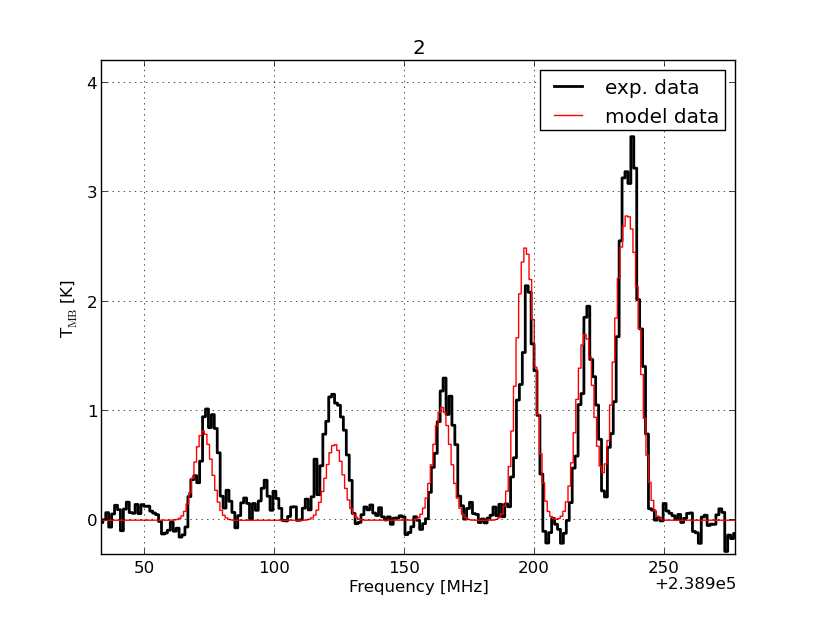 2
exp. data
model data
4
3
2
1
0
T_MB [K]
50 100 150 200 250
+2.389e5
Frequency [MHz]